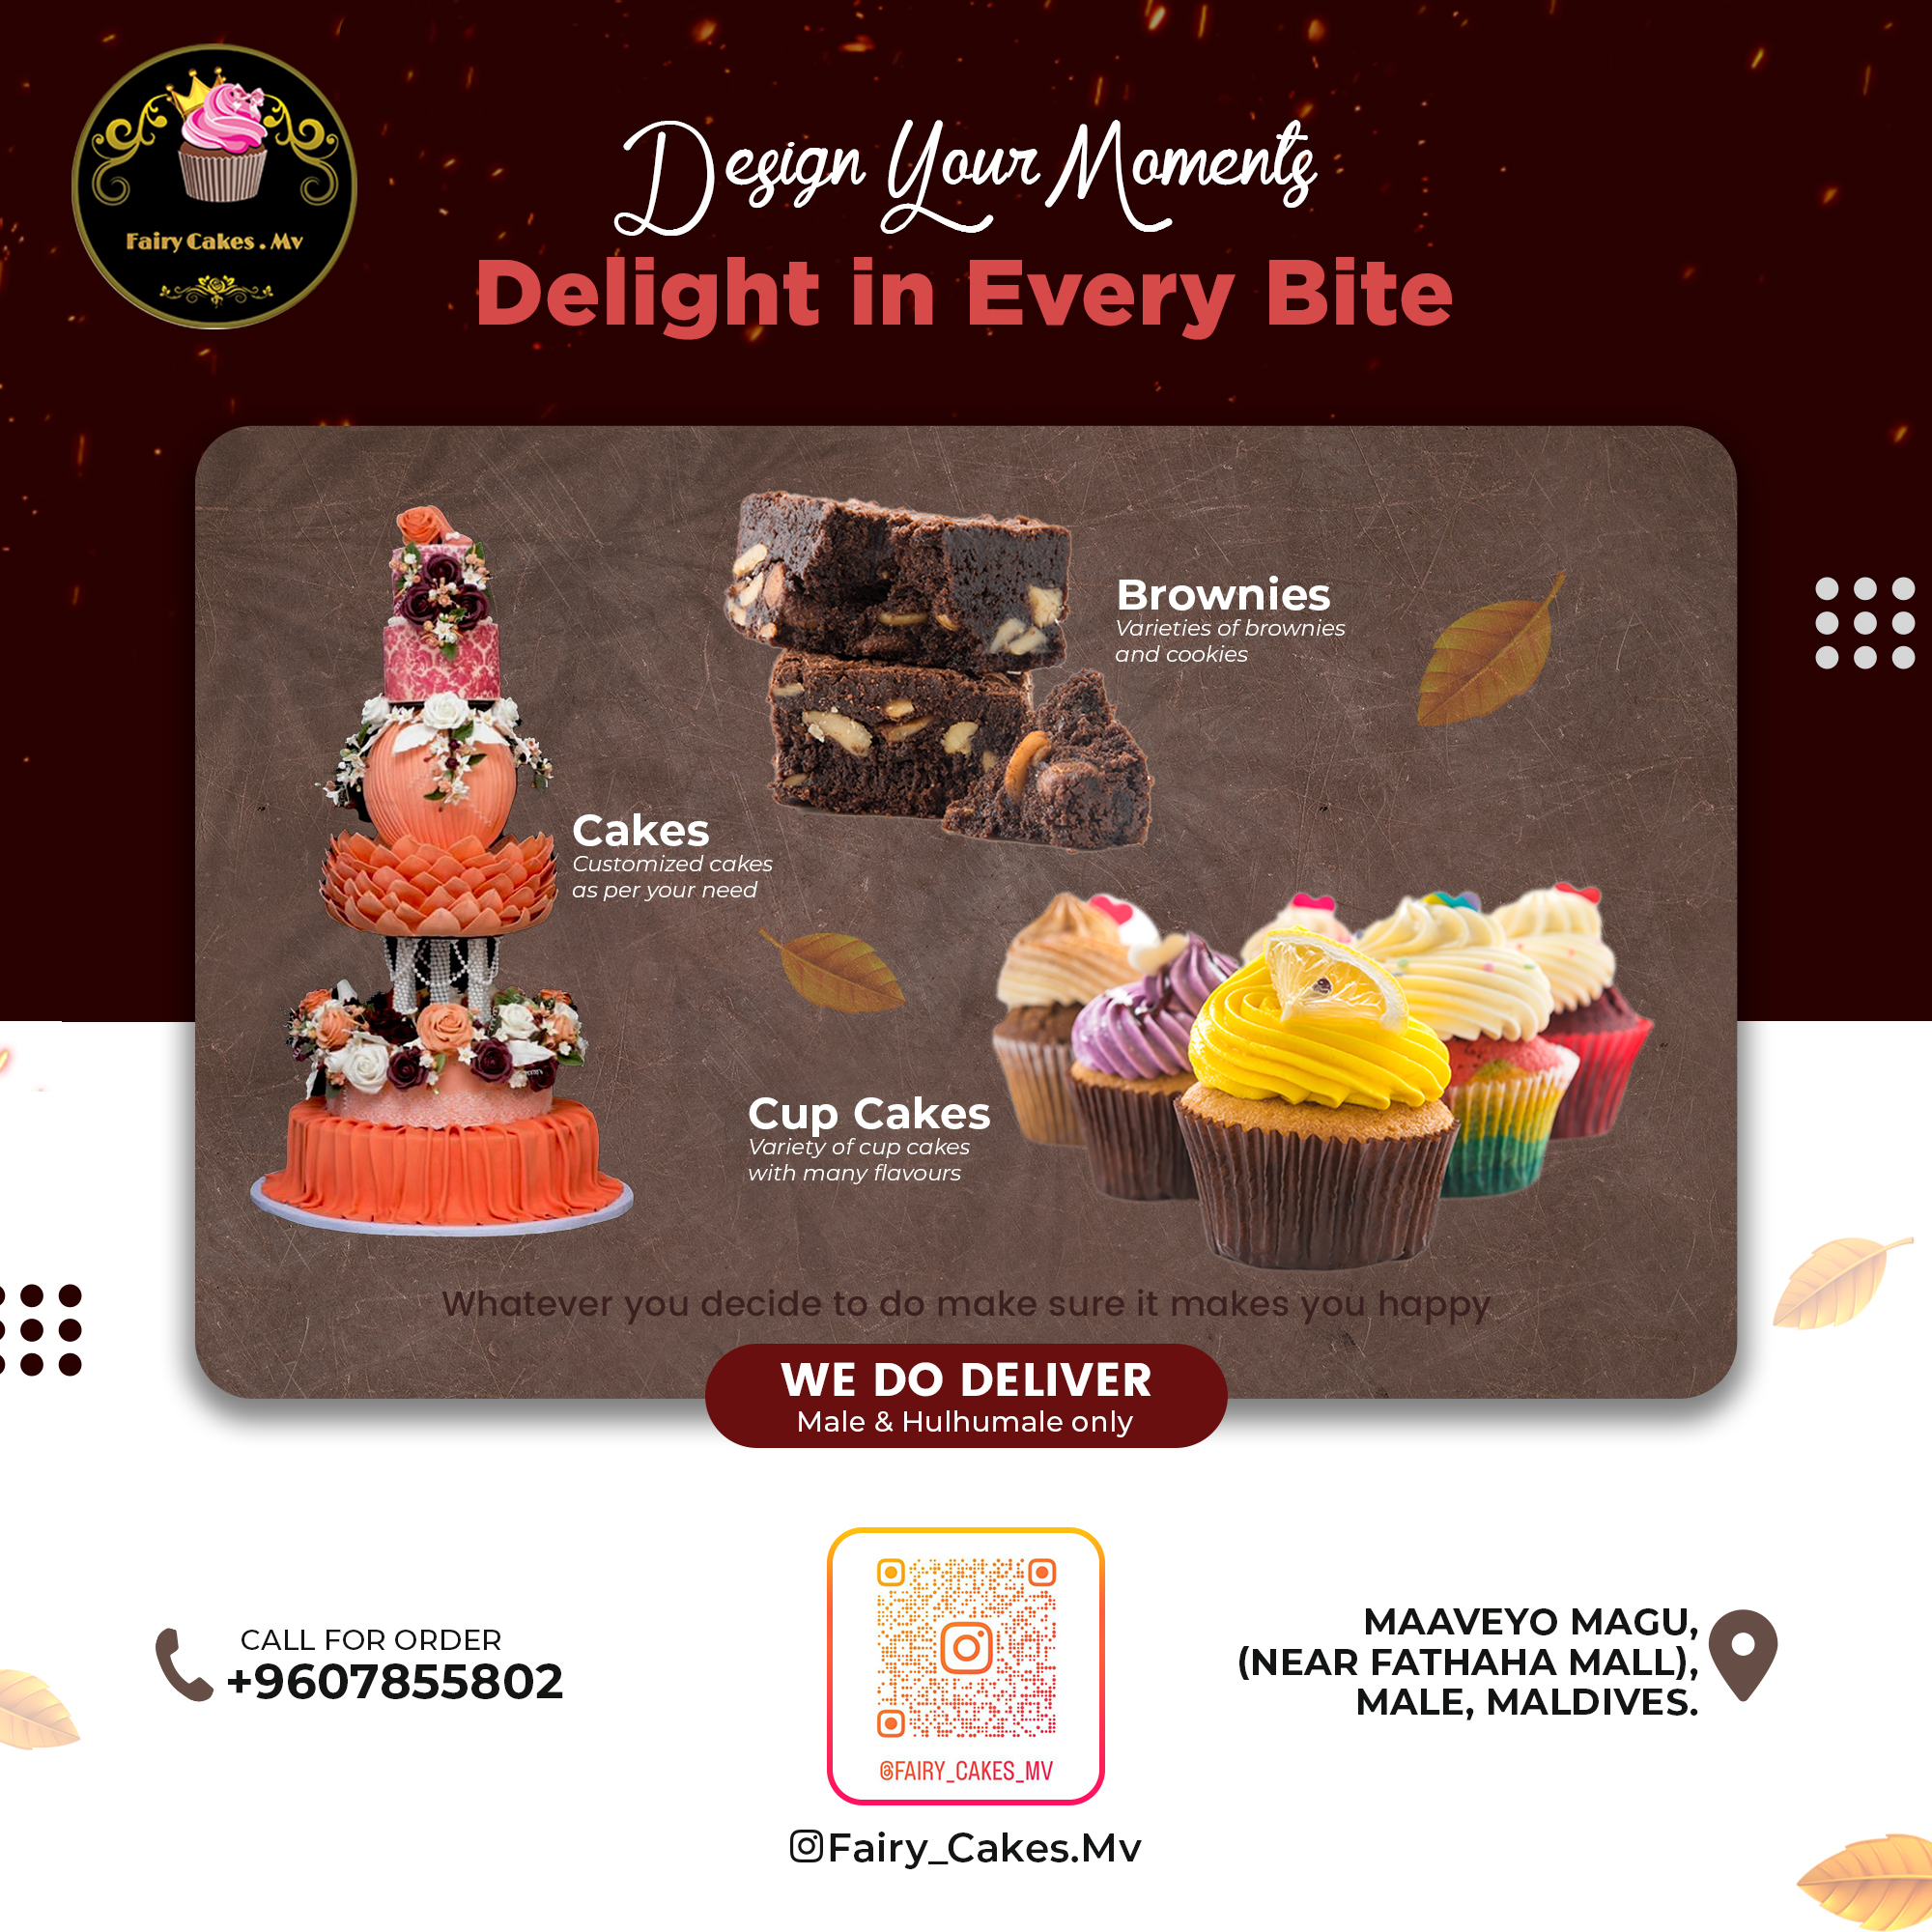 Fairy Cakes . Mv
Design Your Moments
Delight in Every Bite
Brownies
Varieties of brownies
and cookies
Cakes
Customized cakes
as per your need
Cup Cakes
Variety of cup cakes
with many flavours
Whatever you decide to do make sure it makes you happy
WE DO DELIVER
Male & Hulhumale only
CALL FOR ORDER
+9607855802
@FAIRY_CAKES_MV
Fairy_Cakes.Mv
MAAVEYO MAGU,
(NEAR FATHAHA MALL),
MALE, MALDIVES.